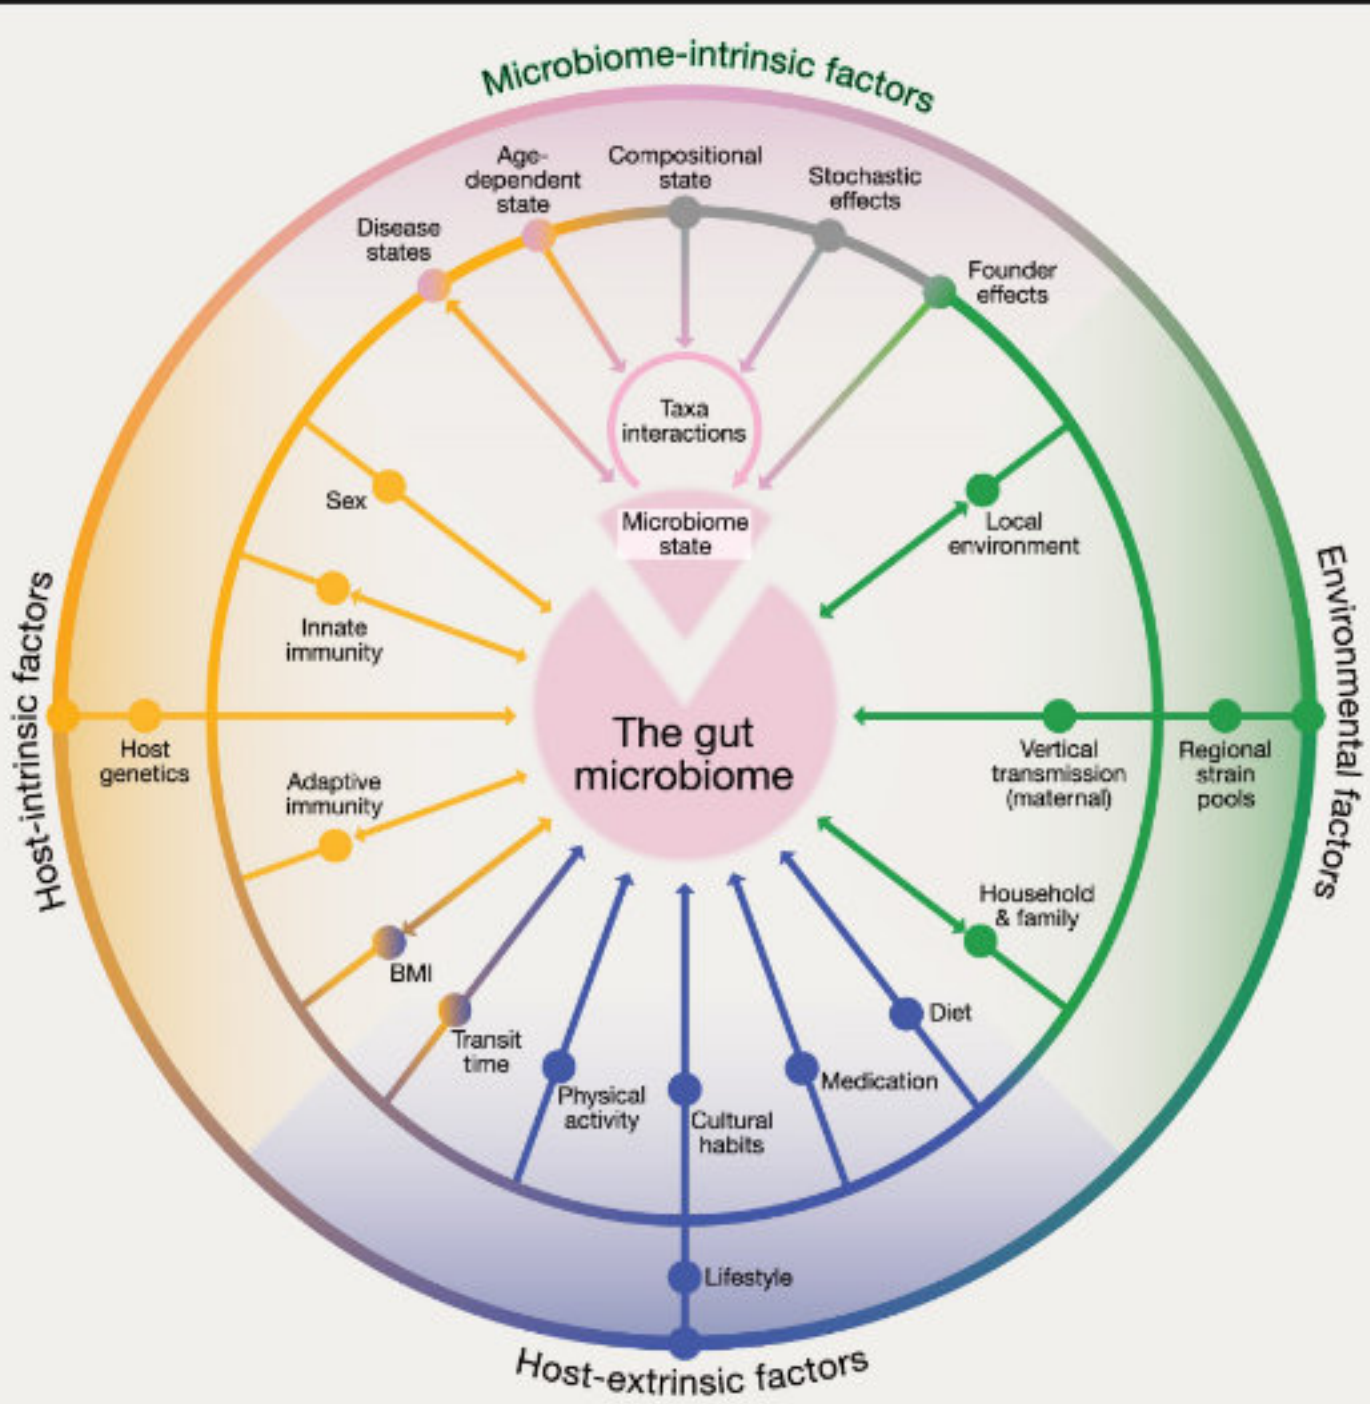 Microbiome-intrinsic factors
Age-
dependent
state
Compositional
state
Stochastic
effects
Disease
states
Founder
effects
Taxa
interactions
Sex
Microbiome
state
Local
environment
Innate
immunity
Host-intrinsic factors
Environmental factors
Host
genetics
The gut
microbiome
Vertical
transmission
(maternal)
Regional
strain
pools
Adaptive
immunity
Household
& family
BMI
Transit
time
Diet
Physical
activity
Cultural
habits
Medication
Lifestyle
Host-extrinsic factors